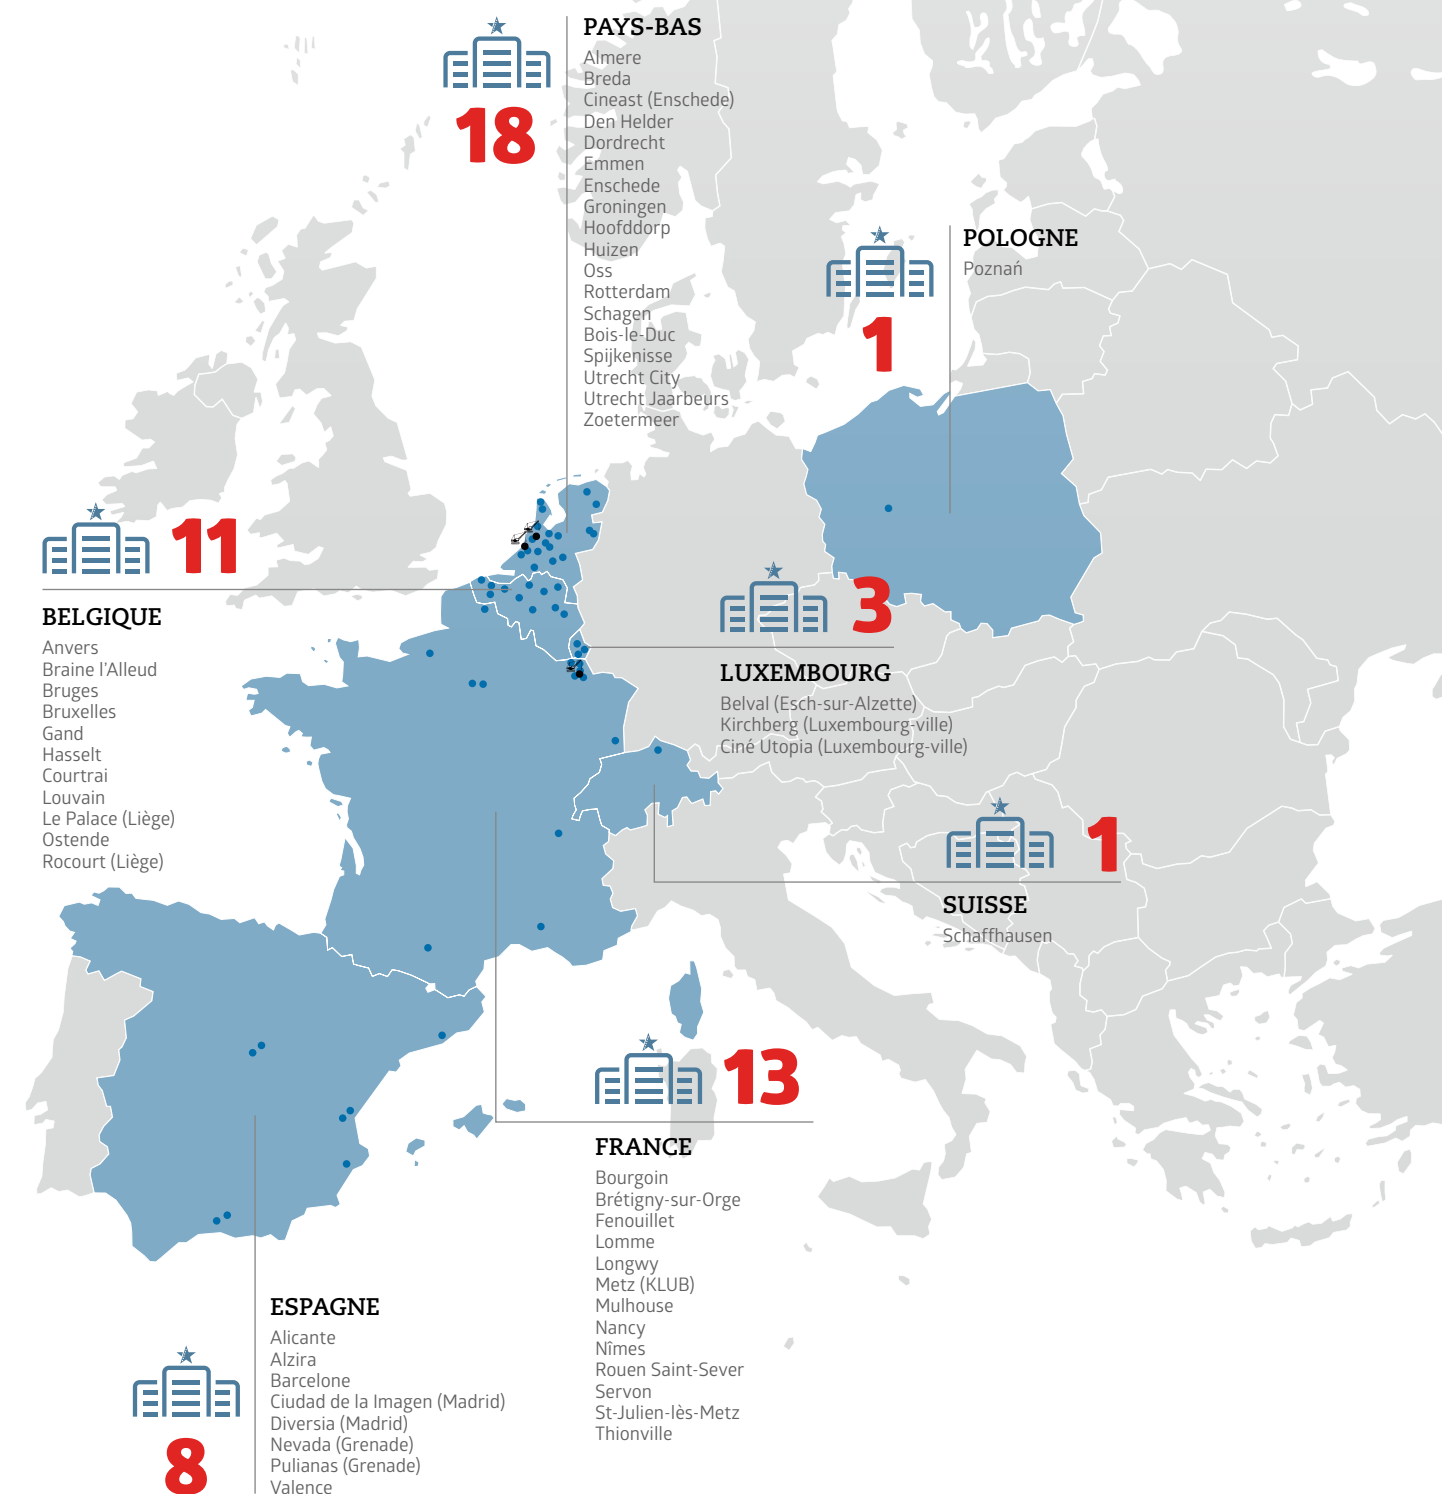 PAYS-BAS
18
Almere
Breda
Cineast (Enschede)
Den Helder
Dordrecht
Emmen
Enschede
Groningen
Hoofddorp
Huizen
Oss
Rotterdam
Schagen
Bois-le-Duc
Spijkenisse
Utrecht City
Utrecht Jaarbeurs
Zoetermeer
POLOGNE
1
Poznań
11
BELGIQUE
Anvers
Braine l'Alleud
Bruges
Bruxelles
Gand
Hasselt
Courtrai
Louvain
Le Palace (Liège)
Ostende
Rocourt (Liège)
3
LUXEMBOURG
Belval (Esch-sur-Alzette)
Kirchberg (Luxembourg-ville)
Ciné Utopia (Luxembourg-ville)
1
SUISSE
Schaffhausen
13
FRANCE
Bourgoin
Brétigny-sur-Orge
Fenouillet
Lomme
Longwy
Metz (KLUB)
Mulhouse
Nancy
Nîmes
Rouen Saint-Sever
Servon
St-Julien-lès-Metz
Thionville
ESPAGNE
8
Alicante
Alzira
Barcelone
Ciudad de la Imagen (Madrid)
Diversia (Madrid)
Nevada (Grenade)
Pulianas (Grenade)
Valence